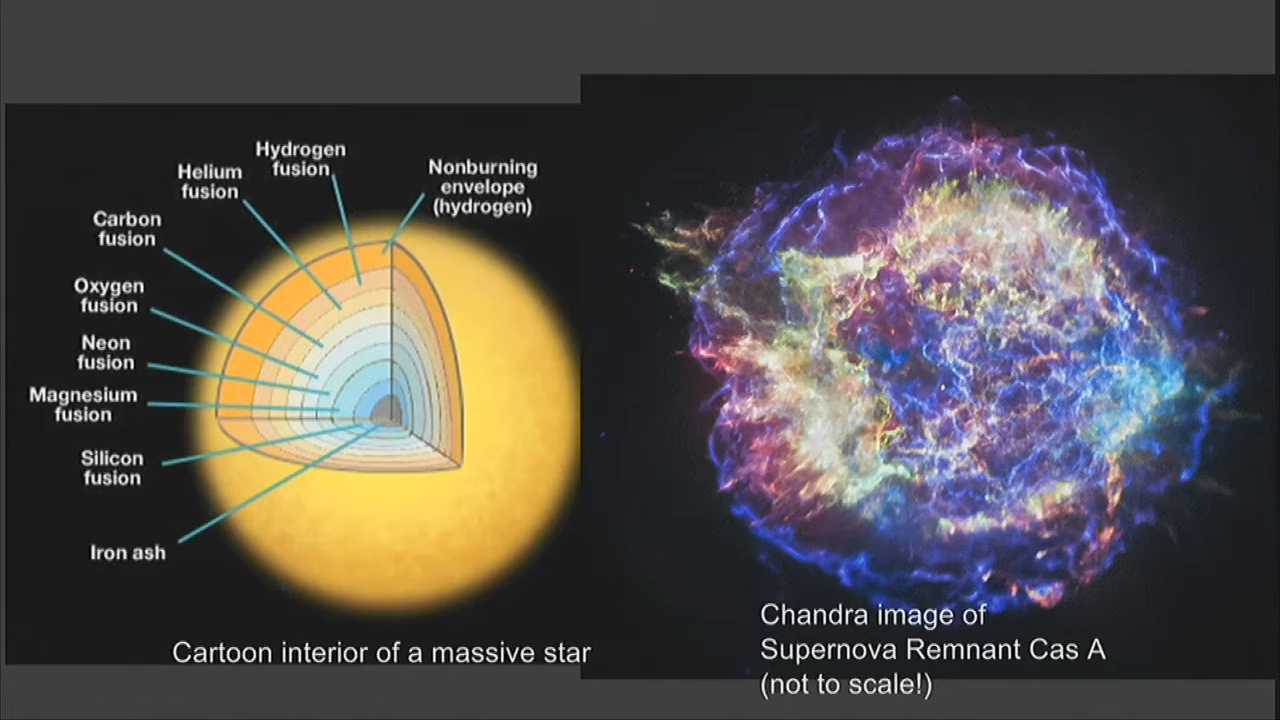 Hydrogen
fusion
Helium
fusion
Nonburning
envelope
(hydrogen)
Carbon
fusion
Oxygen
fusion
Neon
fusion
Magnesium
fusion
Silicon
fusion
Iron ash
Cartoon interior of a massive star
Chandra image of
Supernova Remnant Cas A
(not to scale!)